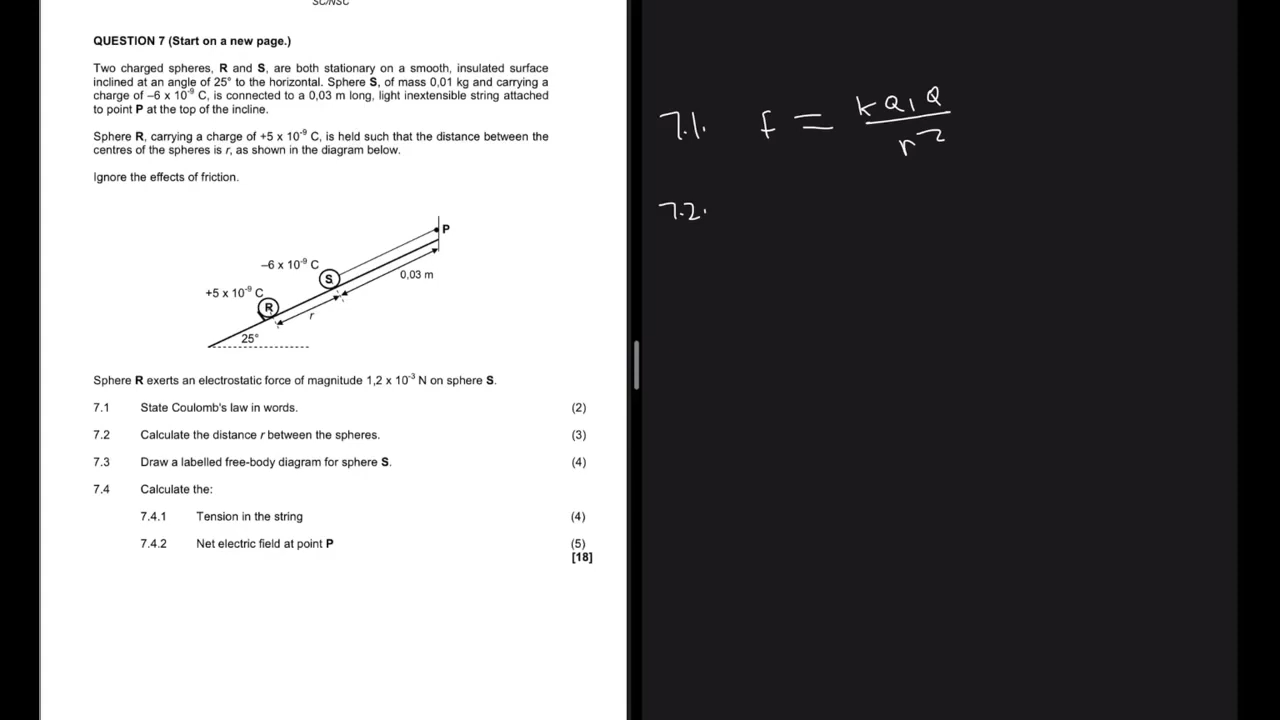 SC/NSC
QUESTION 7 (Start on a new page.)
Two charged spheres, R and S, are both stationary on a smooth, insulated surface
inclined at an angle of 25° to the horizontal. Sphere S, of mass 0,01 kg and carrying a
charge of –6 x 10⁻⁹ C, is connected to a 0,03 m long, light inextensible string attached
to point P at the top of the incline.
Sphere R, carrying a charge of +5 x 10⁻⁹ C, is held such that the distance between the
centres of the spheres is r, as shown in the diagram below.
Ignore the effects of friction.
P
–6 x 10⁻⁹ C
S
0,03 m
+5 x 10⁻⁹ C
R
r
25°
Sphere R exerts an electrostatic force of magnitude 1,2 x 10⁻³ N on sphere S.
7.1 State Coulomb's law in words. (2)
7.2 Calculate the distance r between the spheres. (3)
7.3 Draw a labelled free-body diagram for sphere S. (4)
7.4 Calculate the:
7.4.1 Tension in the string (4)
7.4.2 Net electric field at point P (5)
[18]
7.1. F = kQ₁Q / r²
7.2.